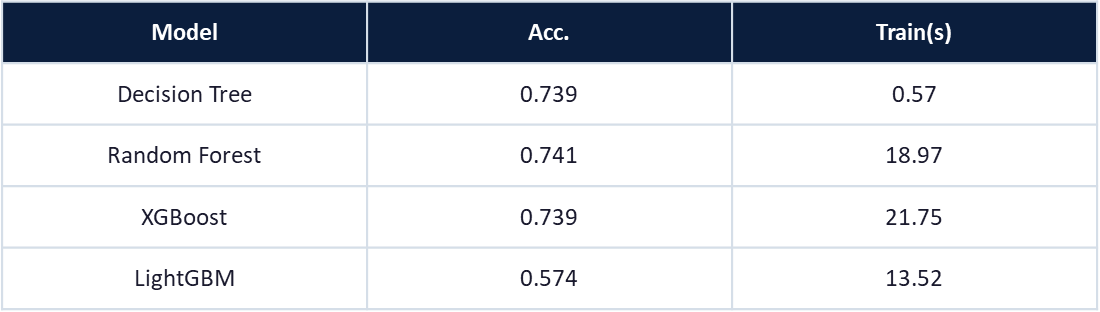 Model Acc. Train(s)
Decision Tree 0.739 0.57
Random Forest 0.741 18.97
XGBoost 0.739 21.75
LightGBM 0.574 13.52